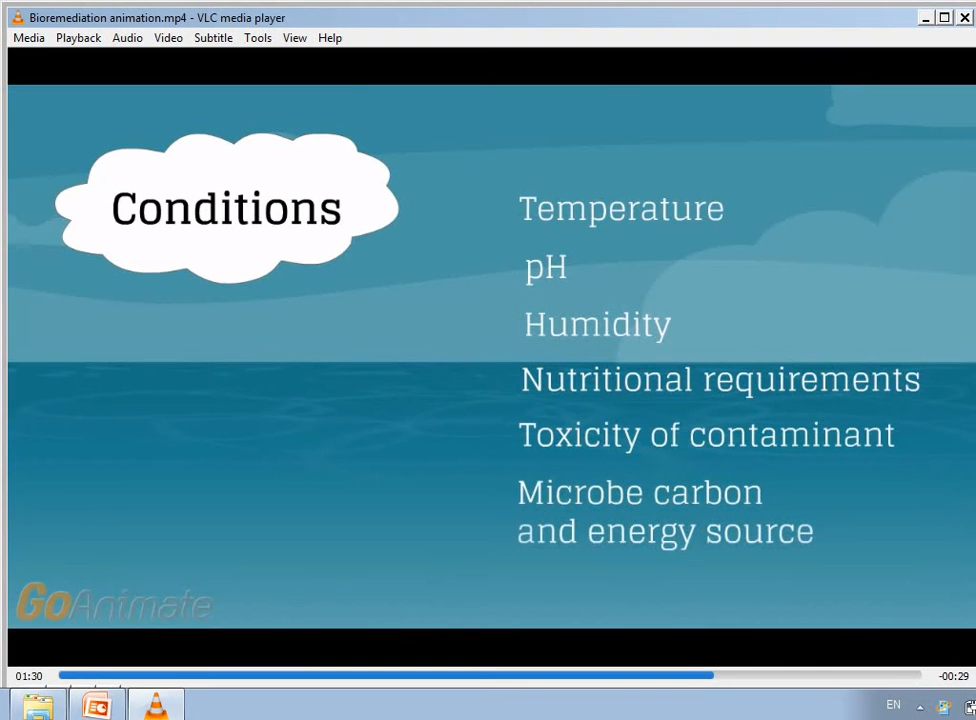 Bioremediation animation.mp4 - VLC media player
Media Playback Audio Video Subtitle Tools View Help
Conditions
Temperature
pH
Humidity
Nutritional requirements
Toxicity of contaminant
Microbe carbon
and energy source
GoAnimate
01:30
-00:29
EN